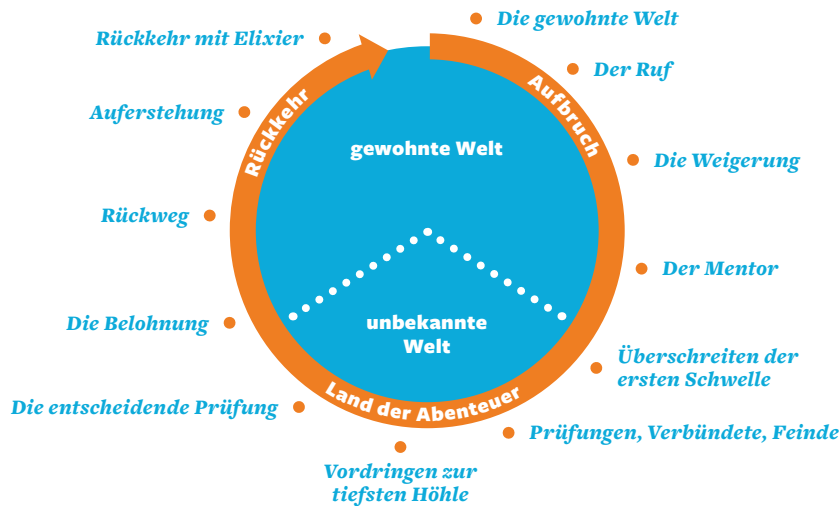 Die gewohnte Welt
Der Ruf
Die Weigerung
Der Mentor
Überschreiten der
ersten Schwelle
Prüfungen, Verbündete, Feinde
Vordringen zur
tiefsten Höhle
Die entscheidende Prüfung
Die Belohnung
Rückweg
Auferstehung
Rückkehr mit Elixier
Aufbruch
Land der Abenteuer
Rückkehr
gewohnte Welt
unbekannte
Welt